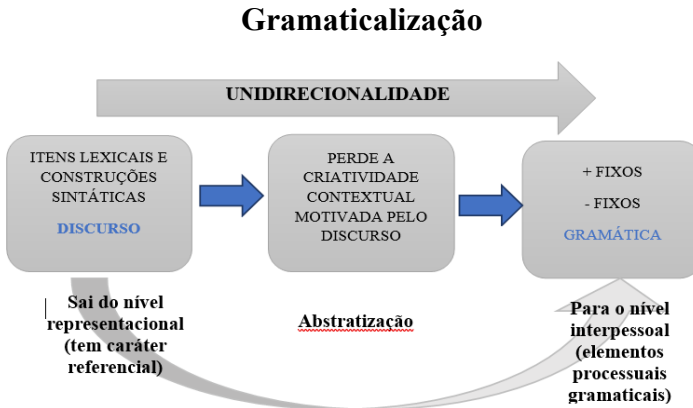 Gramaticalização
UNIDIRECIONALIDADE
ITENS LEXICAIS E
CONSTRUÇÕES
SINTÁTICAS
DISCURSO
PERDE A
CRIATIVIDADE
CONTEXTUAL
MOTIVADA PELO
DISCURSO
+ FIXOS
- FIXOS
GRAMÁTICA
Sai do nível
representacional
(tem caráter
referencial)
Abstratização
Para o nível
interpessoal
(elementos
processuais
gramaticais)